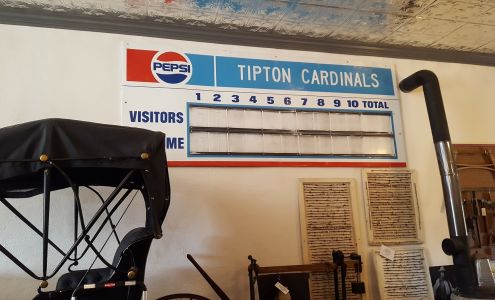 PEPSI
TIPTON CARDINALS
1 2 3 4 5 6 7 8 9 10 TOTAL
VISITORS
ME